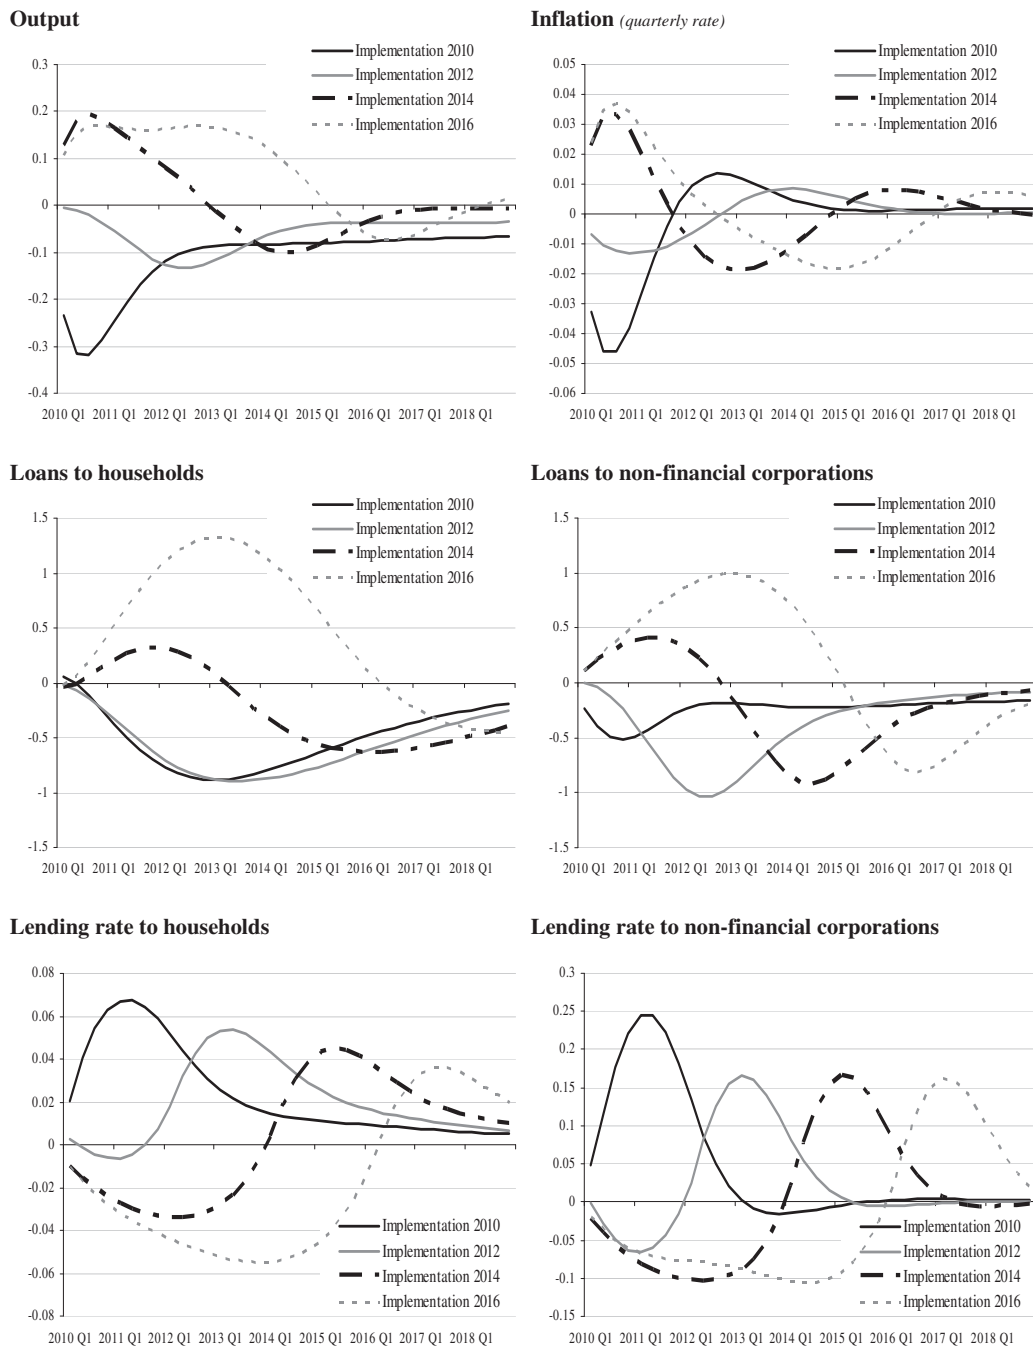 Output
Implementation 2010
Implementation 2012
Implementation 2014
Implementation 2016
0.3
0.2
0.1
0
-0.1
-0.2
-0.3
-0.4
2010 Q1 2011 Q1 2012 Q1 2013 Q1 2014 Q1 2015 Q1 2016 Q1 2017 Q1 2018 Q1
Inflation (quarterly rate)
Implementation 2010
Implementation 2012
Implementation 2014
Implementation 2016
0.05
0.04
0.03
0.02
0.01
0
-0.01
-0.02
-0.03
-0.04
-0.05
-0.06
2010 Q1 2011 Q1 2012 Q1 2013 Q1 2014 Q1 2015 Q1 2016 Q1 2017 Q1 2018 Q1
Loans to households
Implementation 2010
Implementation 2012
Implementation 2014
Implementation 2016
1.5
1
0.5
0
-0.5
-1
-1.5
2010 Q1 2011 Q1 2012 Q1 2013 Q1 2014 Q1 2015 Q1 2016 Q1 2017 Q1 2018 Q1
Loans to non-financial corporations
Implementation 2010
Implementation 2012
Implementation 2014
Implementation 2016
1.5
1
0.5
0
-0.5
-1
-1.5
2010 Q1 2011 Q1 2012 Q1 2013 Q1 2014 Q1 2015 Q1 2016 Q1 2017 Q1 2018 Q1
Lending rate to households
0.08
0.06
0.04
0.02
0
-0.02
-0.04
-0.06
-0.08
Implementation 2010
Implementation 2012
Implementation 2014
Implementation 2016
2010 Q1 2011 Q1 2012 Q1 2013 Q1 2014 Q1 2015 Q1 2016 Q1 2017 Q1 2018 Q1
Lending rate to non-financial corporations
0.3
0.25
0.2
0.15
0.1
0.05
0
-0.05
-0.1
-0.15
Implementation 2010
Implementation 2012
Implementation 2014
Implementation 2016
2010 Q1 2011 Q1 2012 Q1 2013 Q1 2014 Q1 2015 Q1 2016 Q1 2017 Q1 2018 Q1